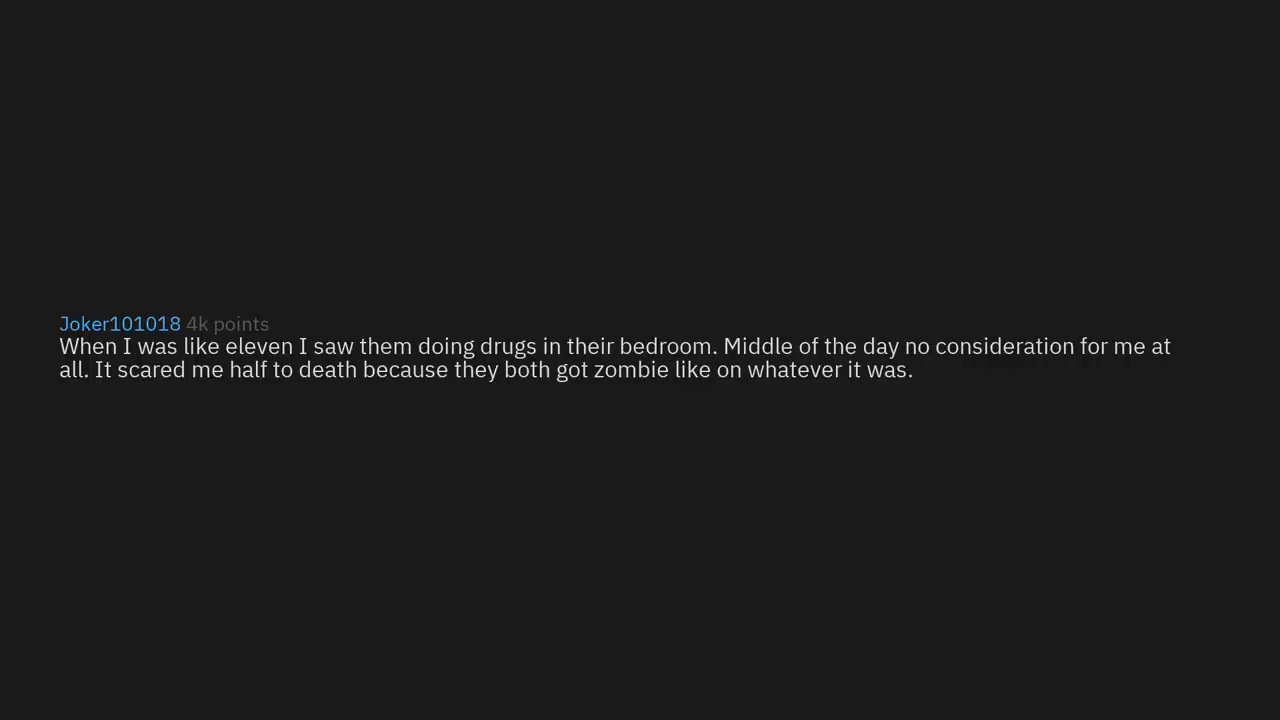 Joker101018 4k points
When I was like eleven I saw them doing drugs in their bedroom. Middle of the day no consideration for me at
all. It scared me half to death because they both got zombie like on whatever it was.